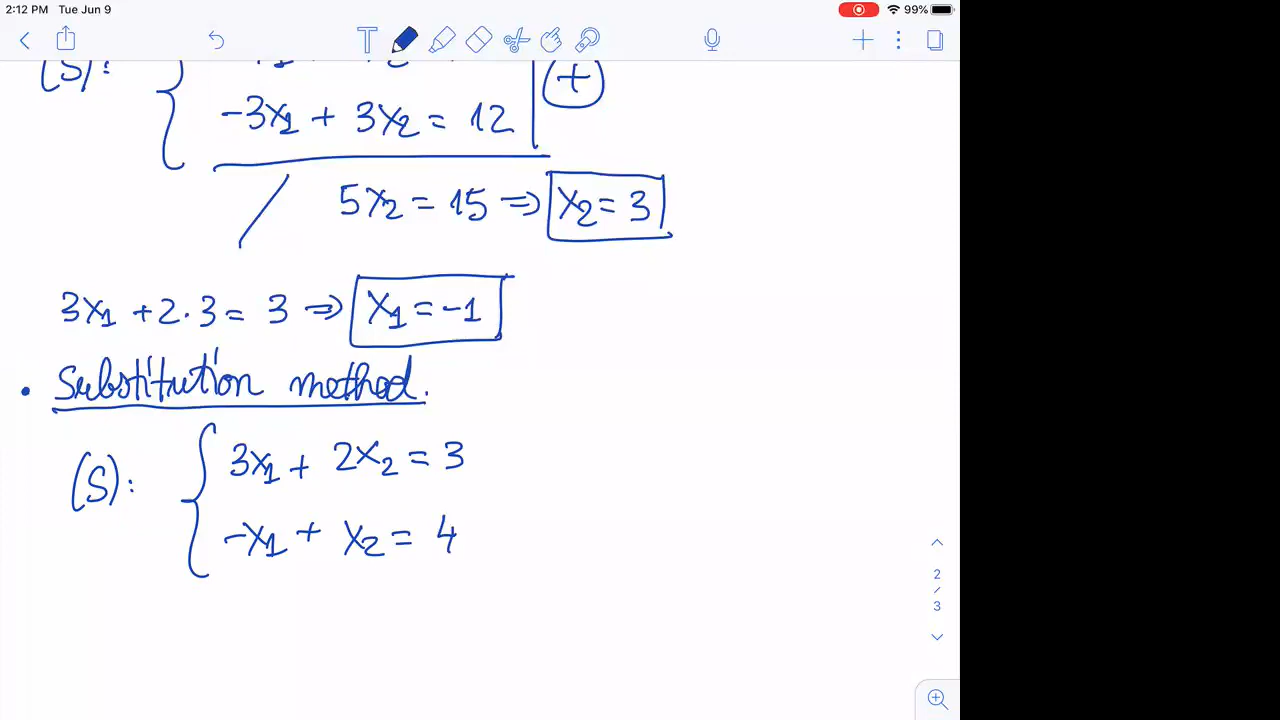 2:12 PM Tue Jun 9
99%
T
(S):
-3x₁ + 3x₂ = 12
+
5x₂ = 15 ⇒ x₂ = 3
3x₁ + 2·3 = 3 ⇒ x₁ = -1
• Substitution method.
(S): { 3x₁ + 2x₂ = 3
-x₁ + x₂ = 4
2
/
3